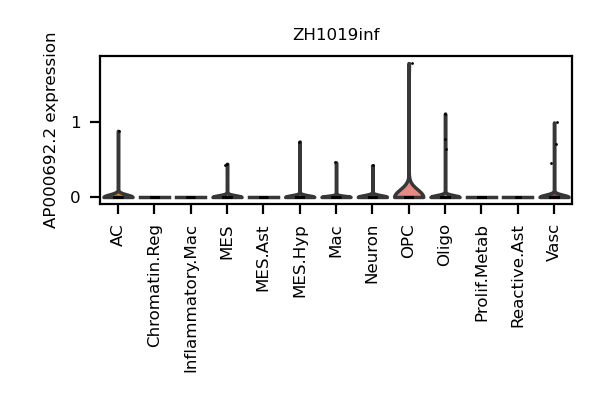 ZH1019inf
AP000692.2 expression
1
0
AC
Chromatin.Reg
Inflammatory.Mac
MES
MES.Ast
MES.Hyp
Mac
Neuron
OPC
Oligo
Prolif.Metab
Reactive.Ast
Vasc